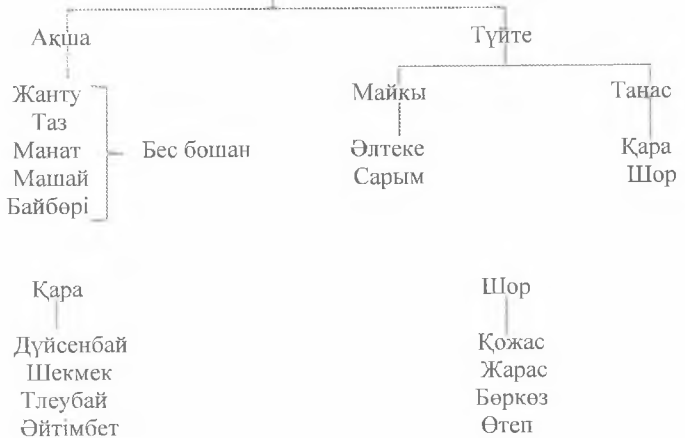 Ақша Түйте
Жанту Майқы Танас
Таз
Манат Бес бошан Әлтеке Қара
Машай Сарым Шор
Байбөрі
Қара Шор
Дүйсенбай Қожас
Шекмек Жарас
Тлеубай Бөркөз
Әйтімбет Өтеп